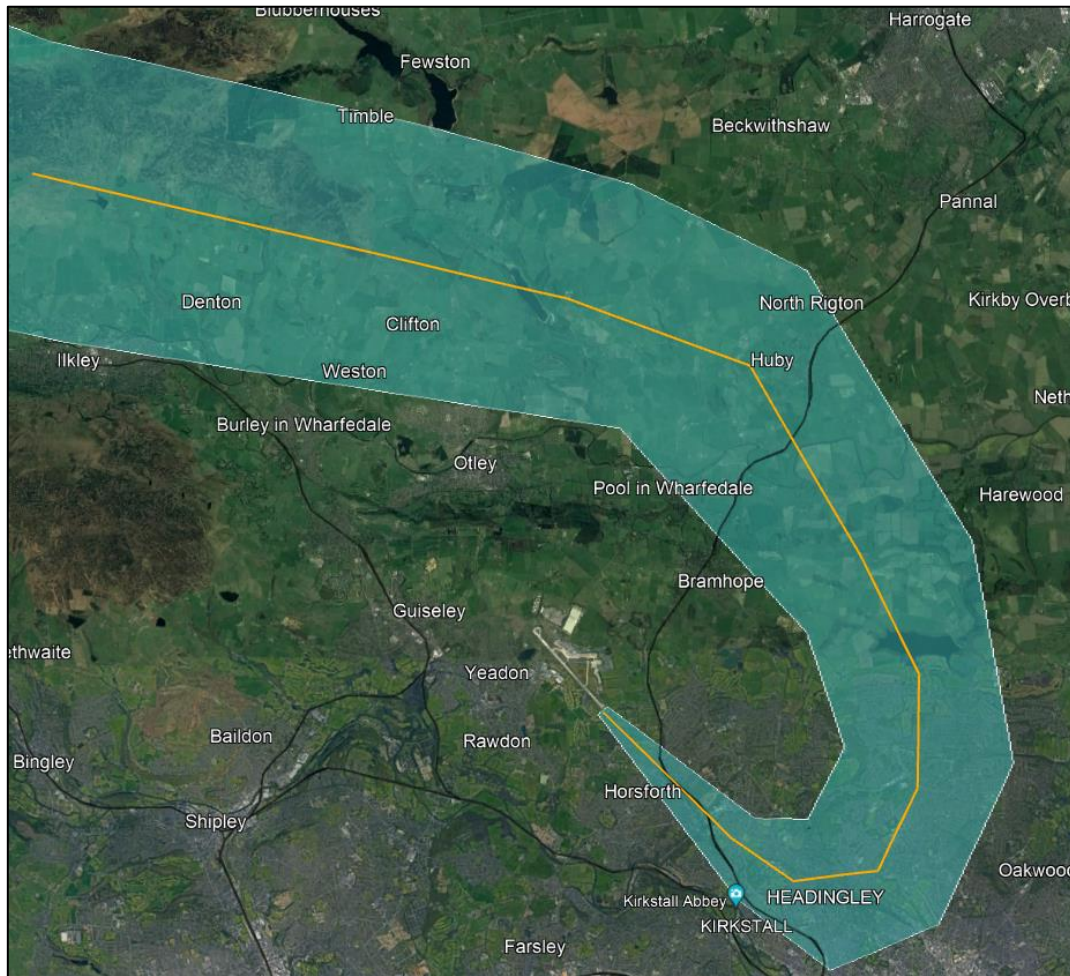 Blubberhouses
Harrogate
Fewston
Timble
Beckwithshaw
Pannal
Denton
North Rigton
Kirkby Overb
Clifton
Ilkley
Huby
Weston
Neth
Burley in Wharfedale
Otley
Pool in Wharfedale
Harewood
Bramhope
Guiseley
ethwaite
Yeadon
Baildon
Rawdon
Bingley
Horsforth
Shipley
Oakwood
Kirkstall Abbey
HEADINGLEY
KIRKSTALL
Farsley